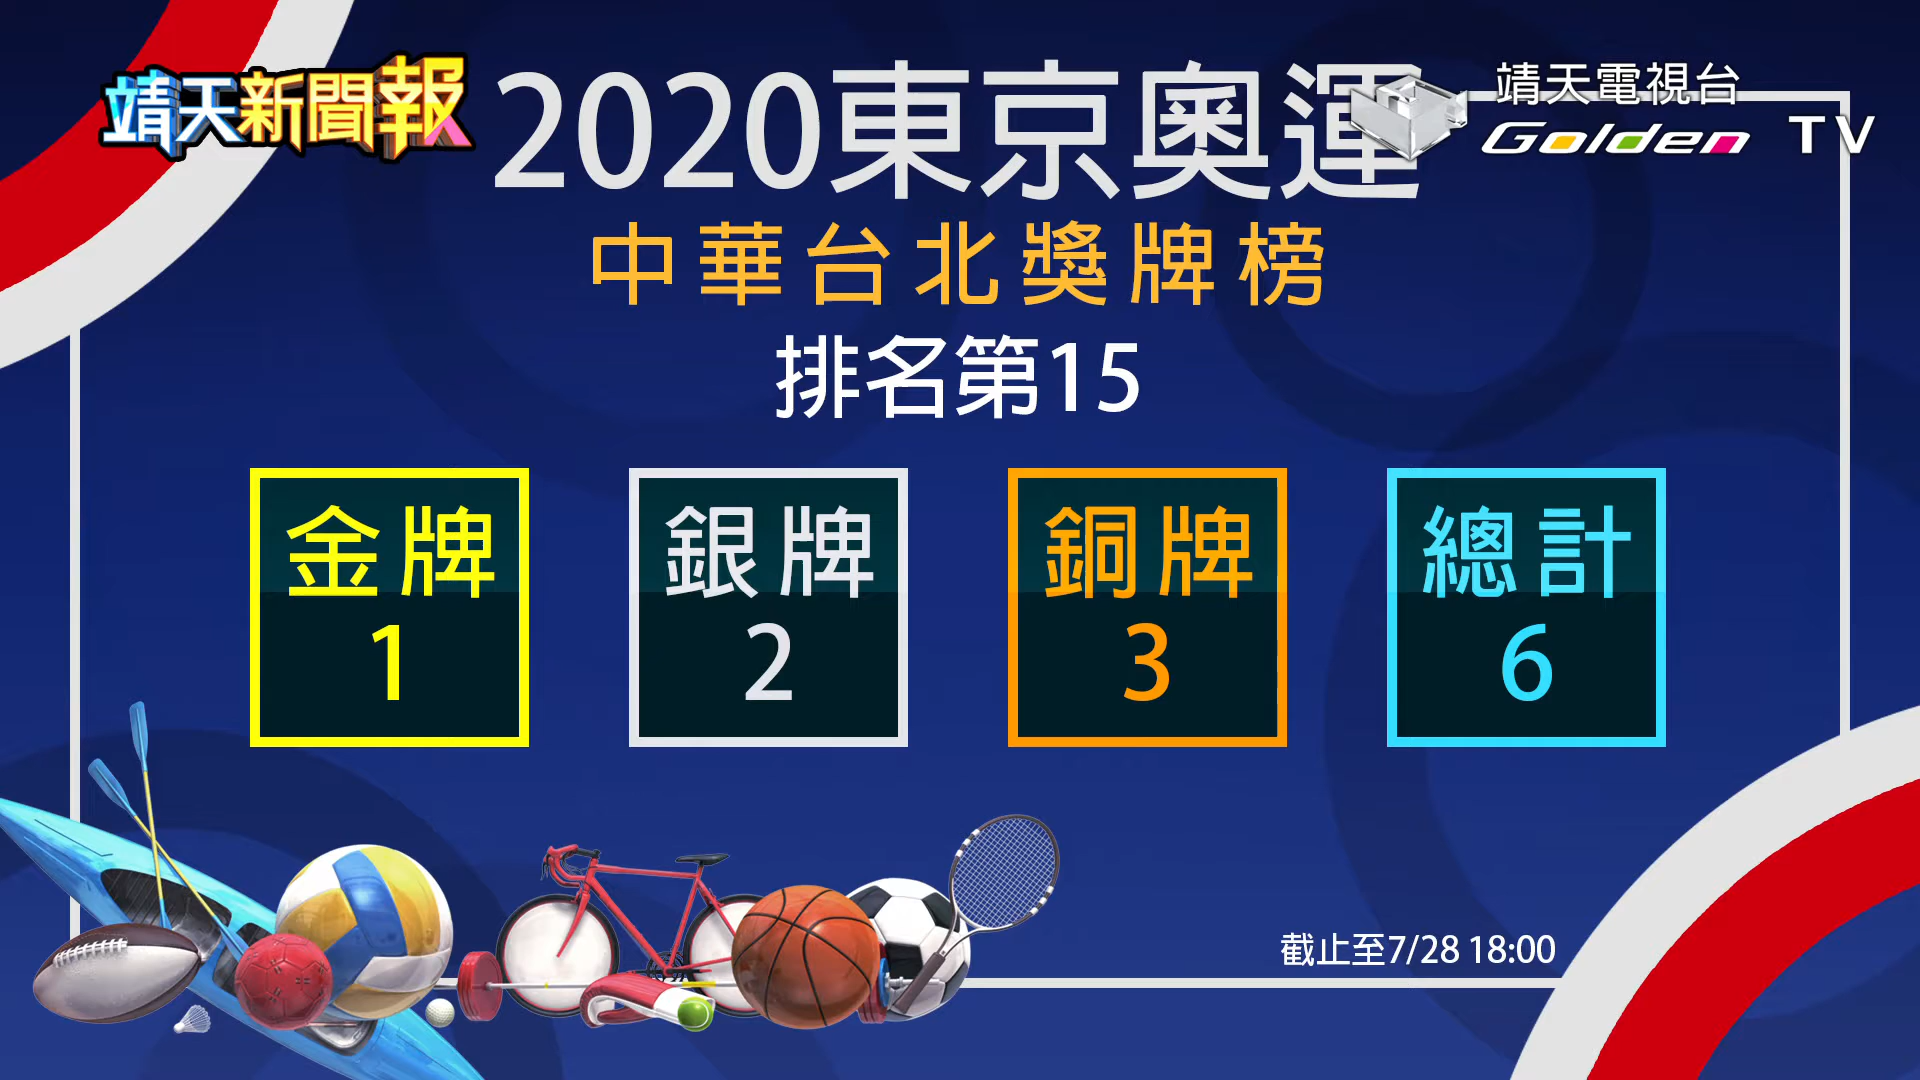 靖天新聞報
2020東京奧運
靖天電視台
Golden TV
中華台北獎牌榜
排名第15
金牌
1
銀牌
2
銅牌
3
總計
6
截止至7/28 18:00